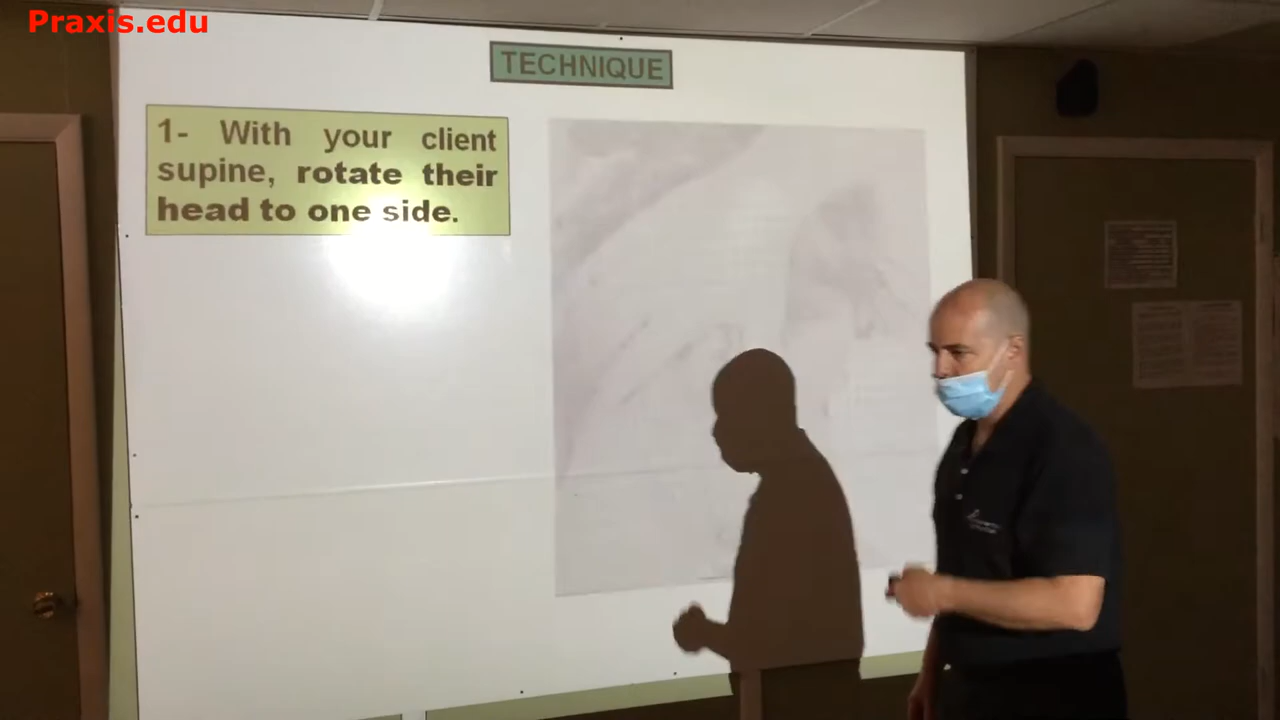 Praxis.edu
TECHNIQUE
1- With your client
supine, rotate their
head to one side.